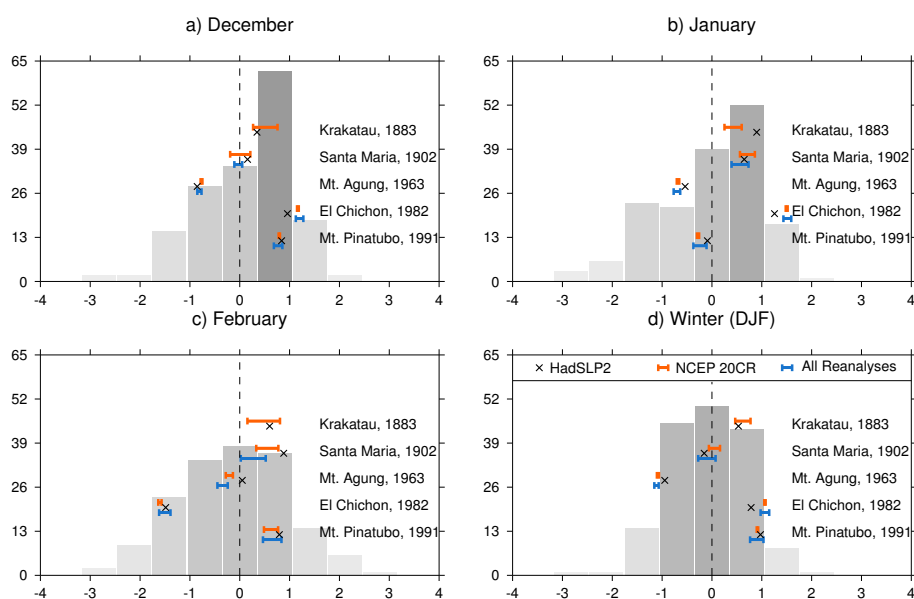 a) December
b) January
65
52
39
26
13
0
Krakatau, 1883
Santa Maria, 1902
Mt. Agung, 1963
El Chichon, 1982
Mt. Pinatubo, 1991
-4 -3 -2 -1 0 1 2 3 4
65
52
39
26
13
0
Krakatau, 1883
Santa Maria, 1902
Mt. Agung, 1963
El Chichon, 1982
Mt. Pinatubo, 1991
-4 -3 -2 -1 0 1 2 3 4
c) February
d) Winter (DJF)
65
52
39
26
13
0
Krakatau, 1883
Santa Maria, 1902
Mt. Agung, 1963
El Chichon, 1982
Mt. Pinatubo, 1991
-4 -3 -2 -1 0 1 2 3 4
65
52
39
26
13
0
HadSLP2 NCEP 20CR All Reanalyses
Krakatau, 1883
Santa Maria, 1902
Mt. Agung, 1963
El Chichon, 1982
Mt. Pinatubo, 1991
-4 -3 -2 -1 0 1 2 3 4